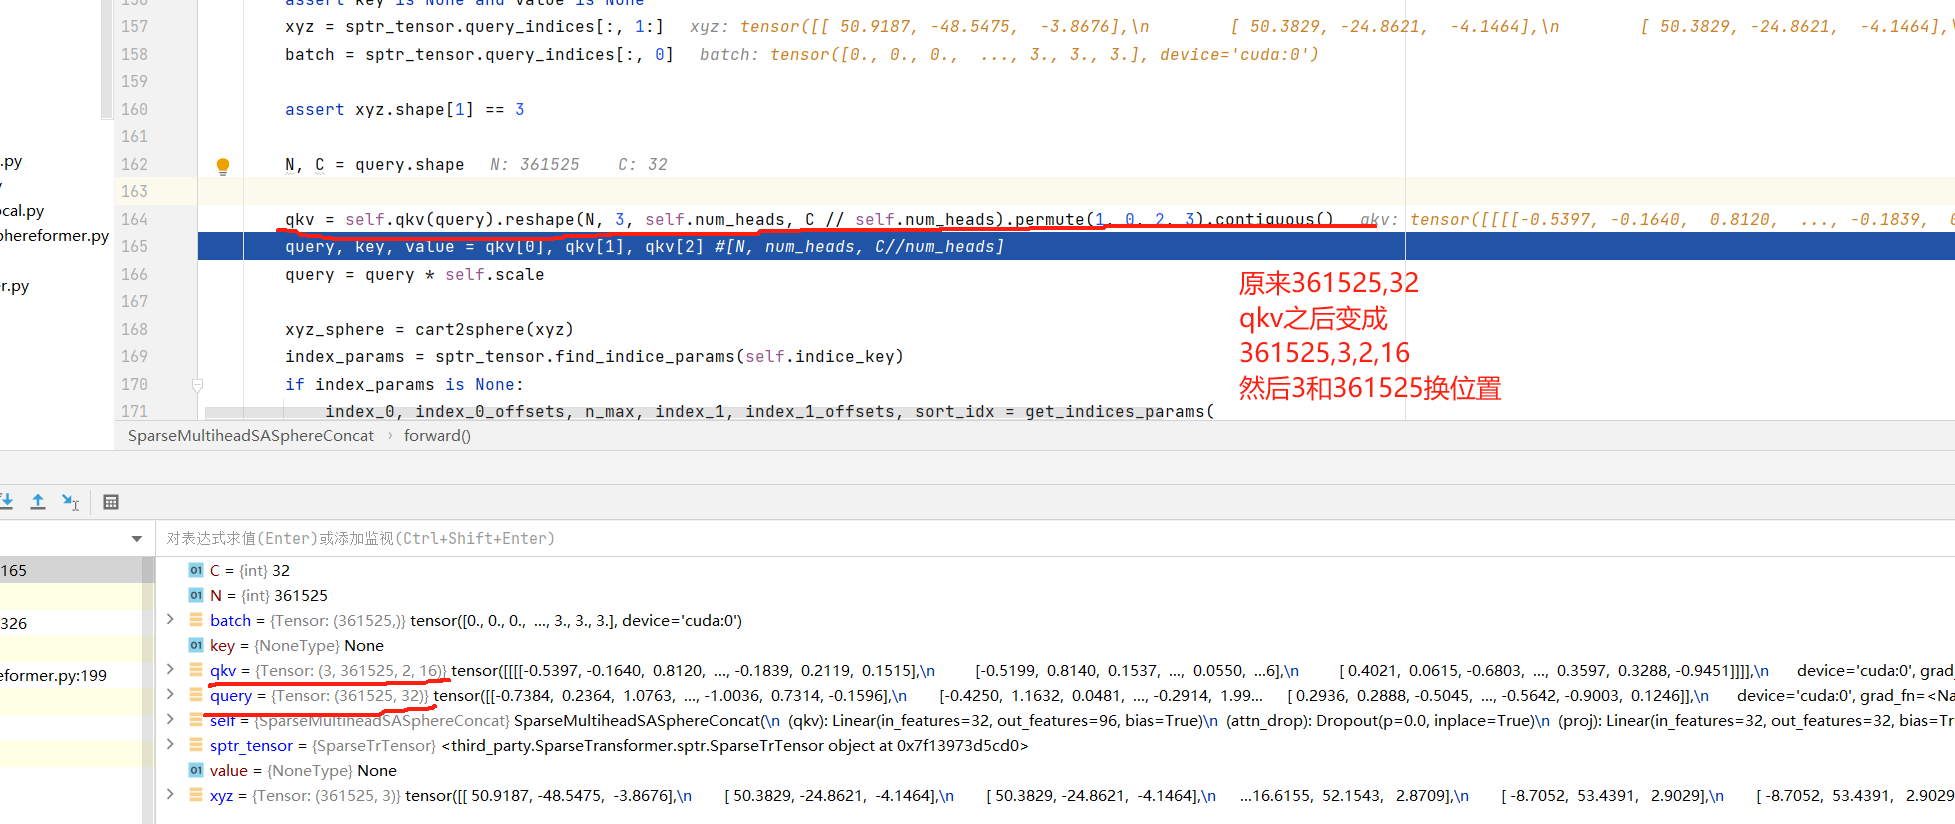 156 assert key is None and value is None
157 xyz = sptr_tensor.query_indices[:, 1:] xyz: tensor([[ 50.9187, -48.5475, -3.8676],\n [ 50.3829, -24.8621, -4.1464],\n [ 50.3829, -24.8621, -4.1464],\
158 batch = sptr_tensor.query_indices[:, 0] batch: tensor([0., 0., 0., ..., 3., 3., 3.], device='cuda:0')
159
160 assert xyz.shape[1] == 3
161
.py
162 N, C = query.shape N: 361525 C: 32
163
ocal.py
164 qkv = self.qkv(query).reshape(N, 3, self.num_heads, C // self.num_heads).permute(1, 0, 2, 3).contiguous() qkv: tensor([[[[-0.5397, -0.1640, 0.8120, ..., -0.1839, 0
phereformer.py
165 query, key, value = qkv[0], qkv[1], qkv[2] #[N, num_heads, C//num_heads]
166 query = query * self.scale
r.py
167
168 xyz_sphere = cart2sphere(xyz)
169 index_params = sptr_tensor.find_indice_params(self.indice_key)
170 if index_params is None:
171 index_0, index_0_offsets, n_max, index_1, index_1_offsets, sort_idx = get_indices_params(
原来361525,32
qkv之后变成
361525,3,2,16
然后3和361525换位置
SparseMultiheadSASphereConcat › forward()
对表达式求值(Enter)或添加监视(Ctrl+Shift+Enter)
165
326
eformer.py:199
01 C = {int} 32
01 N = {int} 361525
batch = {Tensor: (361525,)} tensor([0., 0., 0., ..., 3., 3., 3.], device='cuda:0')
01 key = {NoneType} None
qkv = {Tensor: (3, 361525, 2, 16)} tensor([[[[-0.5397, -0.1640, 0.8120, ..., -0.1839, 0.2119, 0.1515],\n [-0.5199, 0.8140, 0.1537, ..., 0.0550, ...6],\n [ 0.4021, 0.0615, -0.6803, ..., 0.3597, 0.3288, -0.9451]]]],\n device='cuda:0', grad_
query = {Tensor: (361525, 32)} tensor([[-0.7384, 0.2364, 1.0763, ..., -1.0036, 0.7314, -0.1596],\n [-0.4250, 1.1632, 0.0481, ..., -0.2914, 1.99... [ 0.2936, 0.2888, -0.5045, ..., -0.5642, -0.9003, 0.1246]],\n device='cuda:0', grad_fn=<Na
self = {SparseMultiheadSASphereConcat} SparseMultiheadSASphereConcat(\n (qkv): Linear(in_features=32, out_features=96, bias=True)\n (attn_drop): Dropout(p=0.0, inplace=True)\n (proj): Linear(in_features=32, out_features=32, bias=Tr
sptr_tensor = {SparseTrTensor} <third_party.SparseTransformer.sptr.SparseTrTensor object at 0x7f13973d5cd0>
01 value = {NoneType} None
xyz = {Tensor: (361525, 3)} tensor([[ 50.9187, -48.5475, -3.8676],\n [ 50.3829, -24.8621, -4.1464],\n [ 50.3829, -24.8621, -4.1464],\n ...16.6155, 52.1543, 2.8709],\n [ -8.7052, 53.4391, 2.9029],\n [ -8.7052, 53.4391, 2.9029